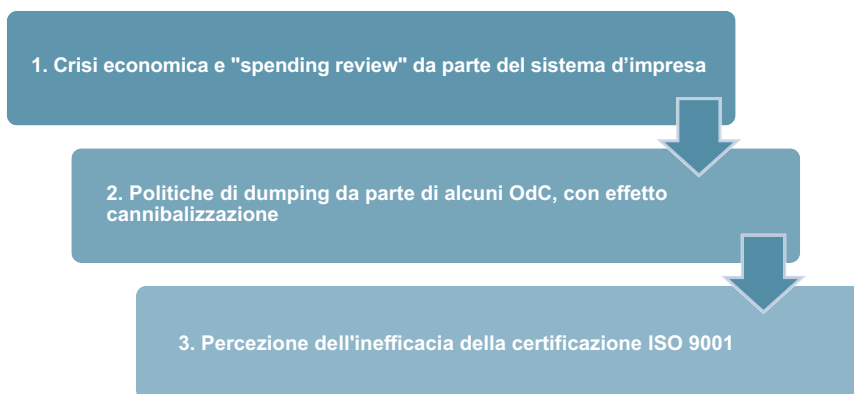 1. Crisi economica e "spending review" da parte del sistema d'impresa
2. Politiche di dumping da parte di alcuni OdC, con effetto
cannibalizzazione
3. Percezione dell'inefficacia della certificazione ISO 9001